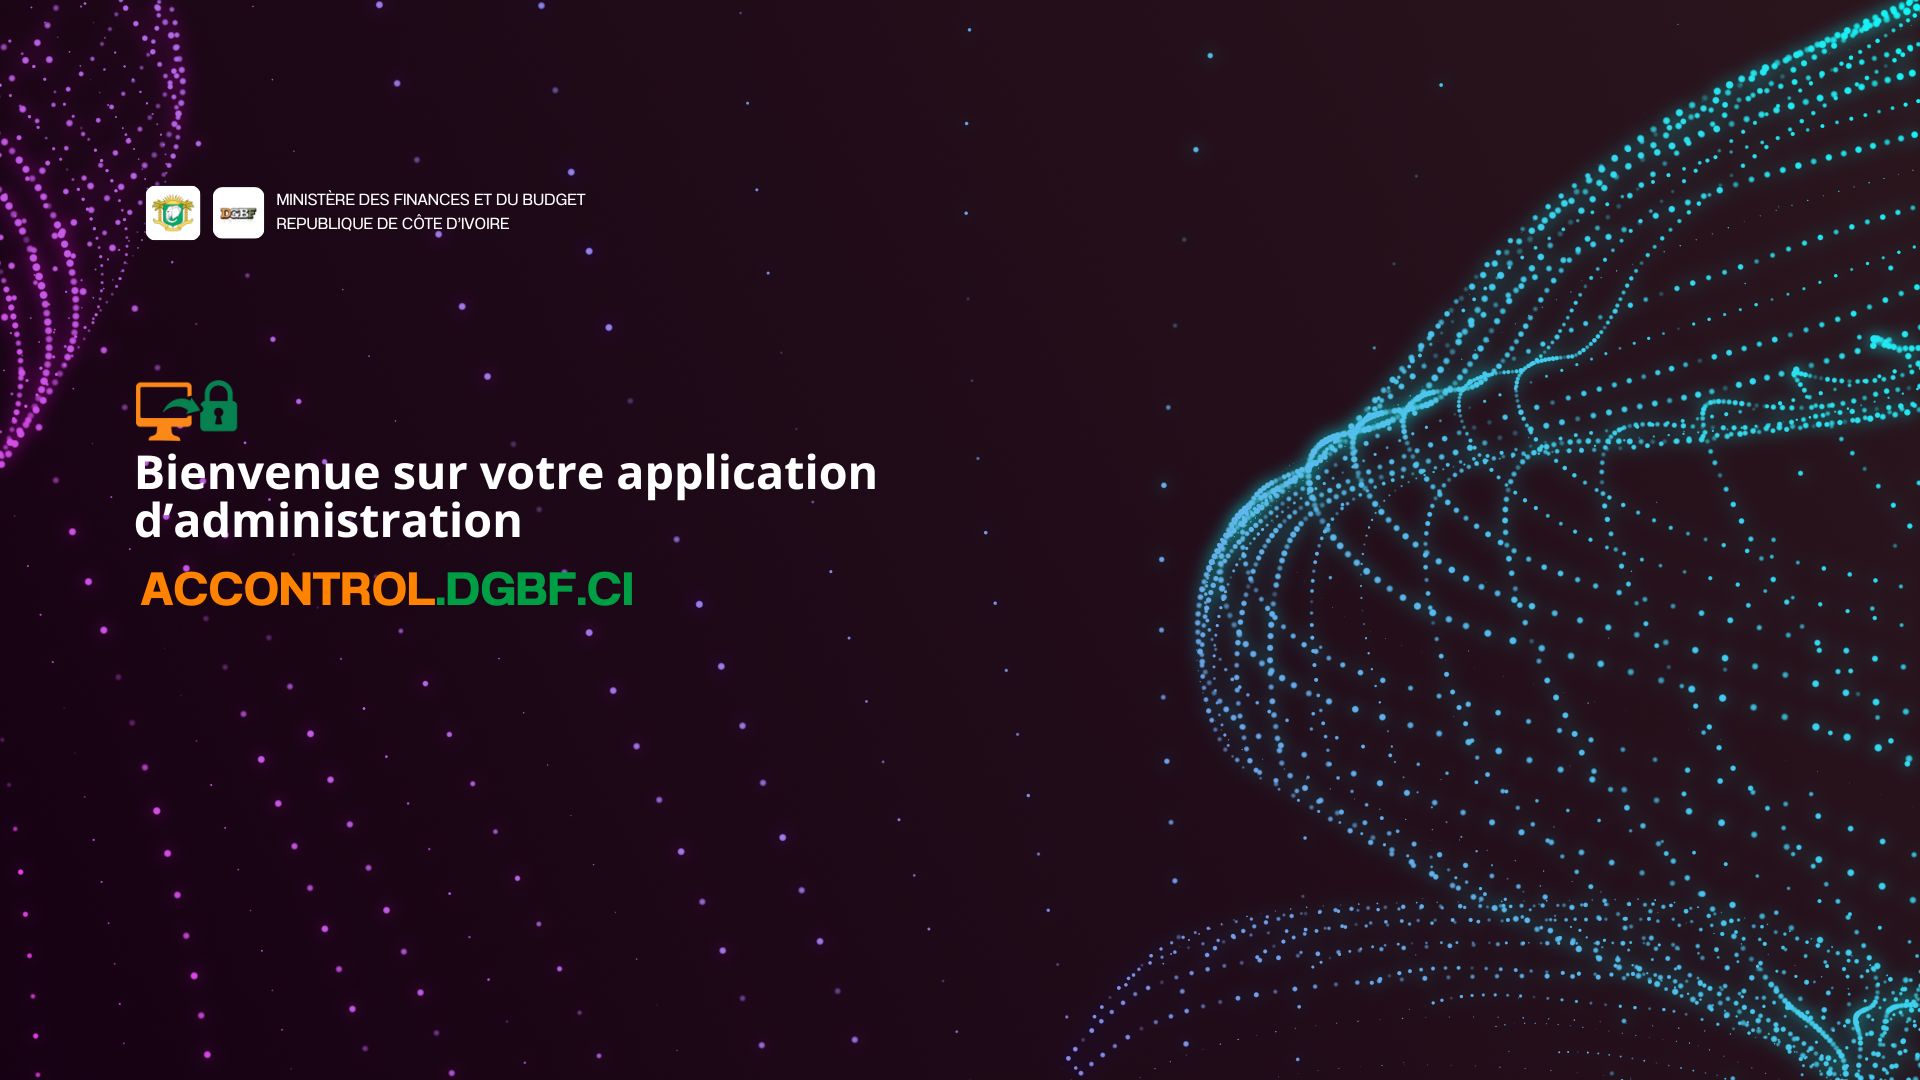 DGBF
MINISTÈRE DES FINANCES ET DU BUDGET
REPUBLIQUE DE CÔTE D’IVOIRE
Bienvenue sur votre application
d’administration
ACCONTROL.DGBF.CI